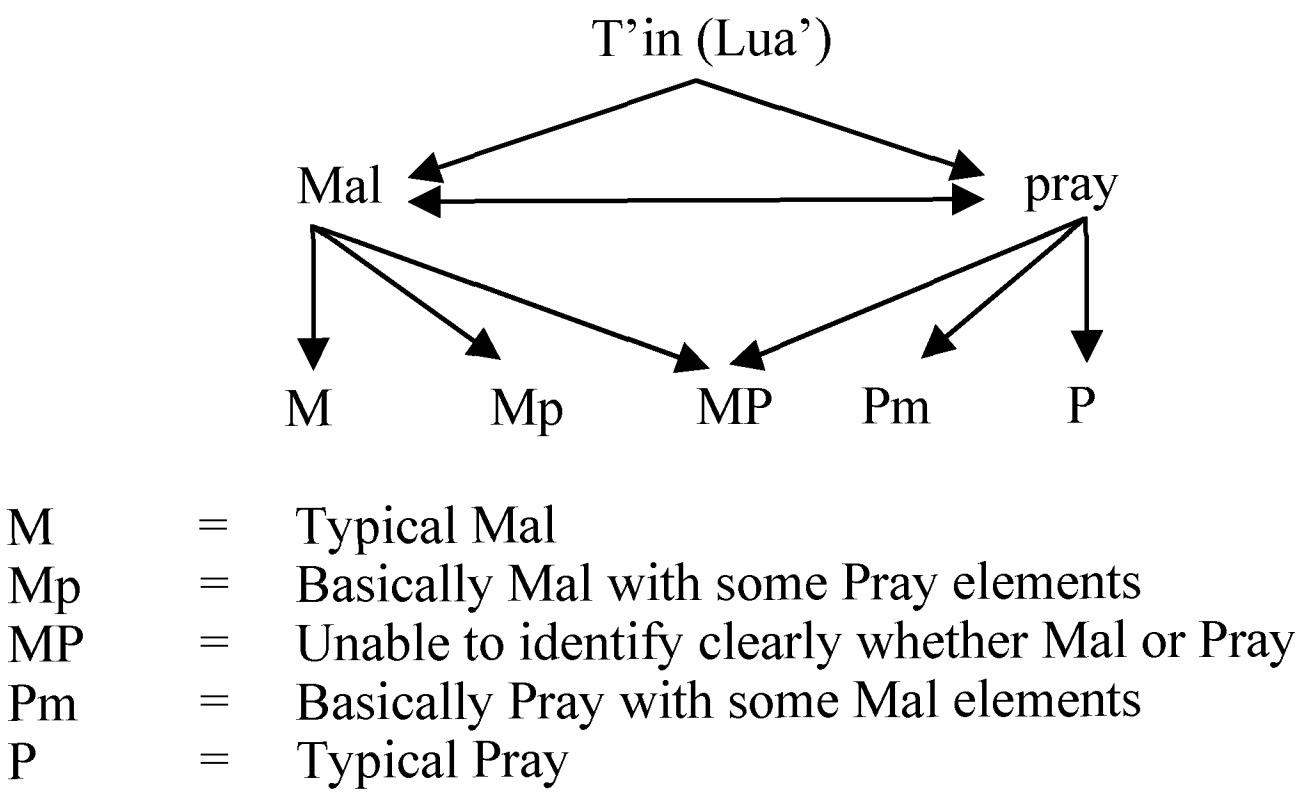 T’in (Lua’)
Mal pray
M Mp MP Pm P
M = Typical Mal
Mp = Basically Mal with some Pray elements
MP = Unable to identify clearly whether Mal or Pray
Pm = Basically Pray with some Mal elements
P = Typical Pray